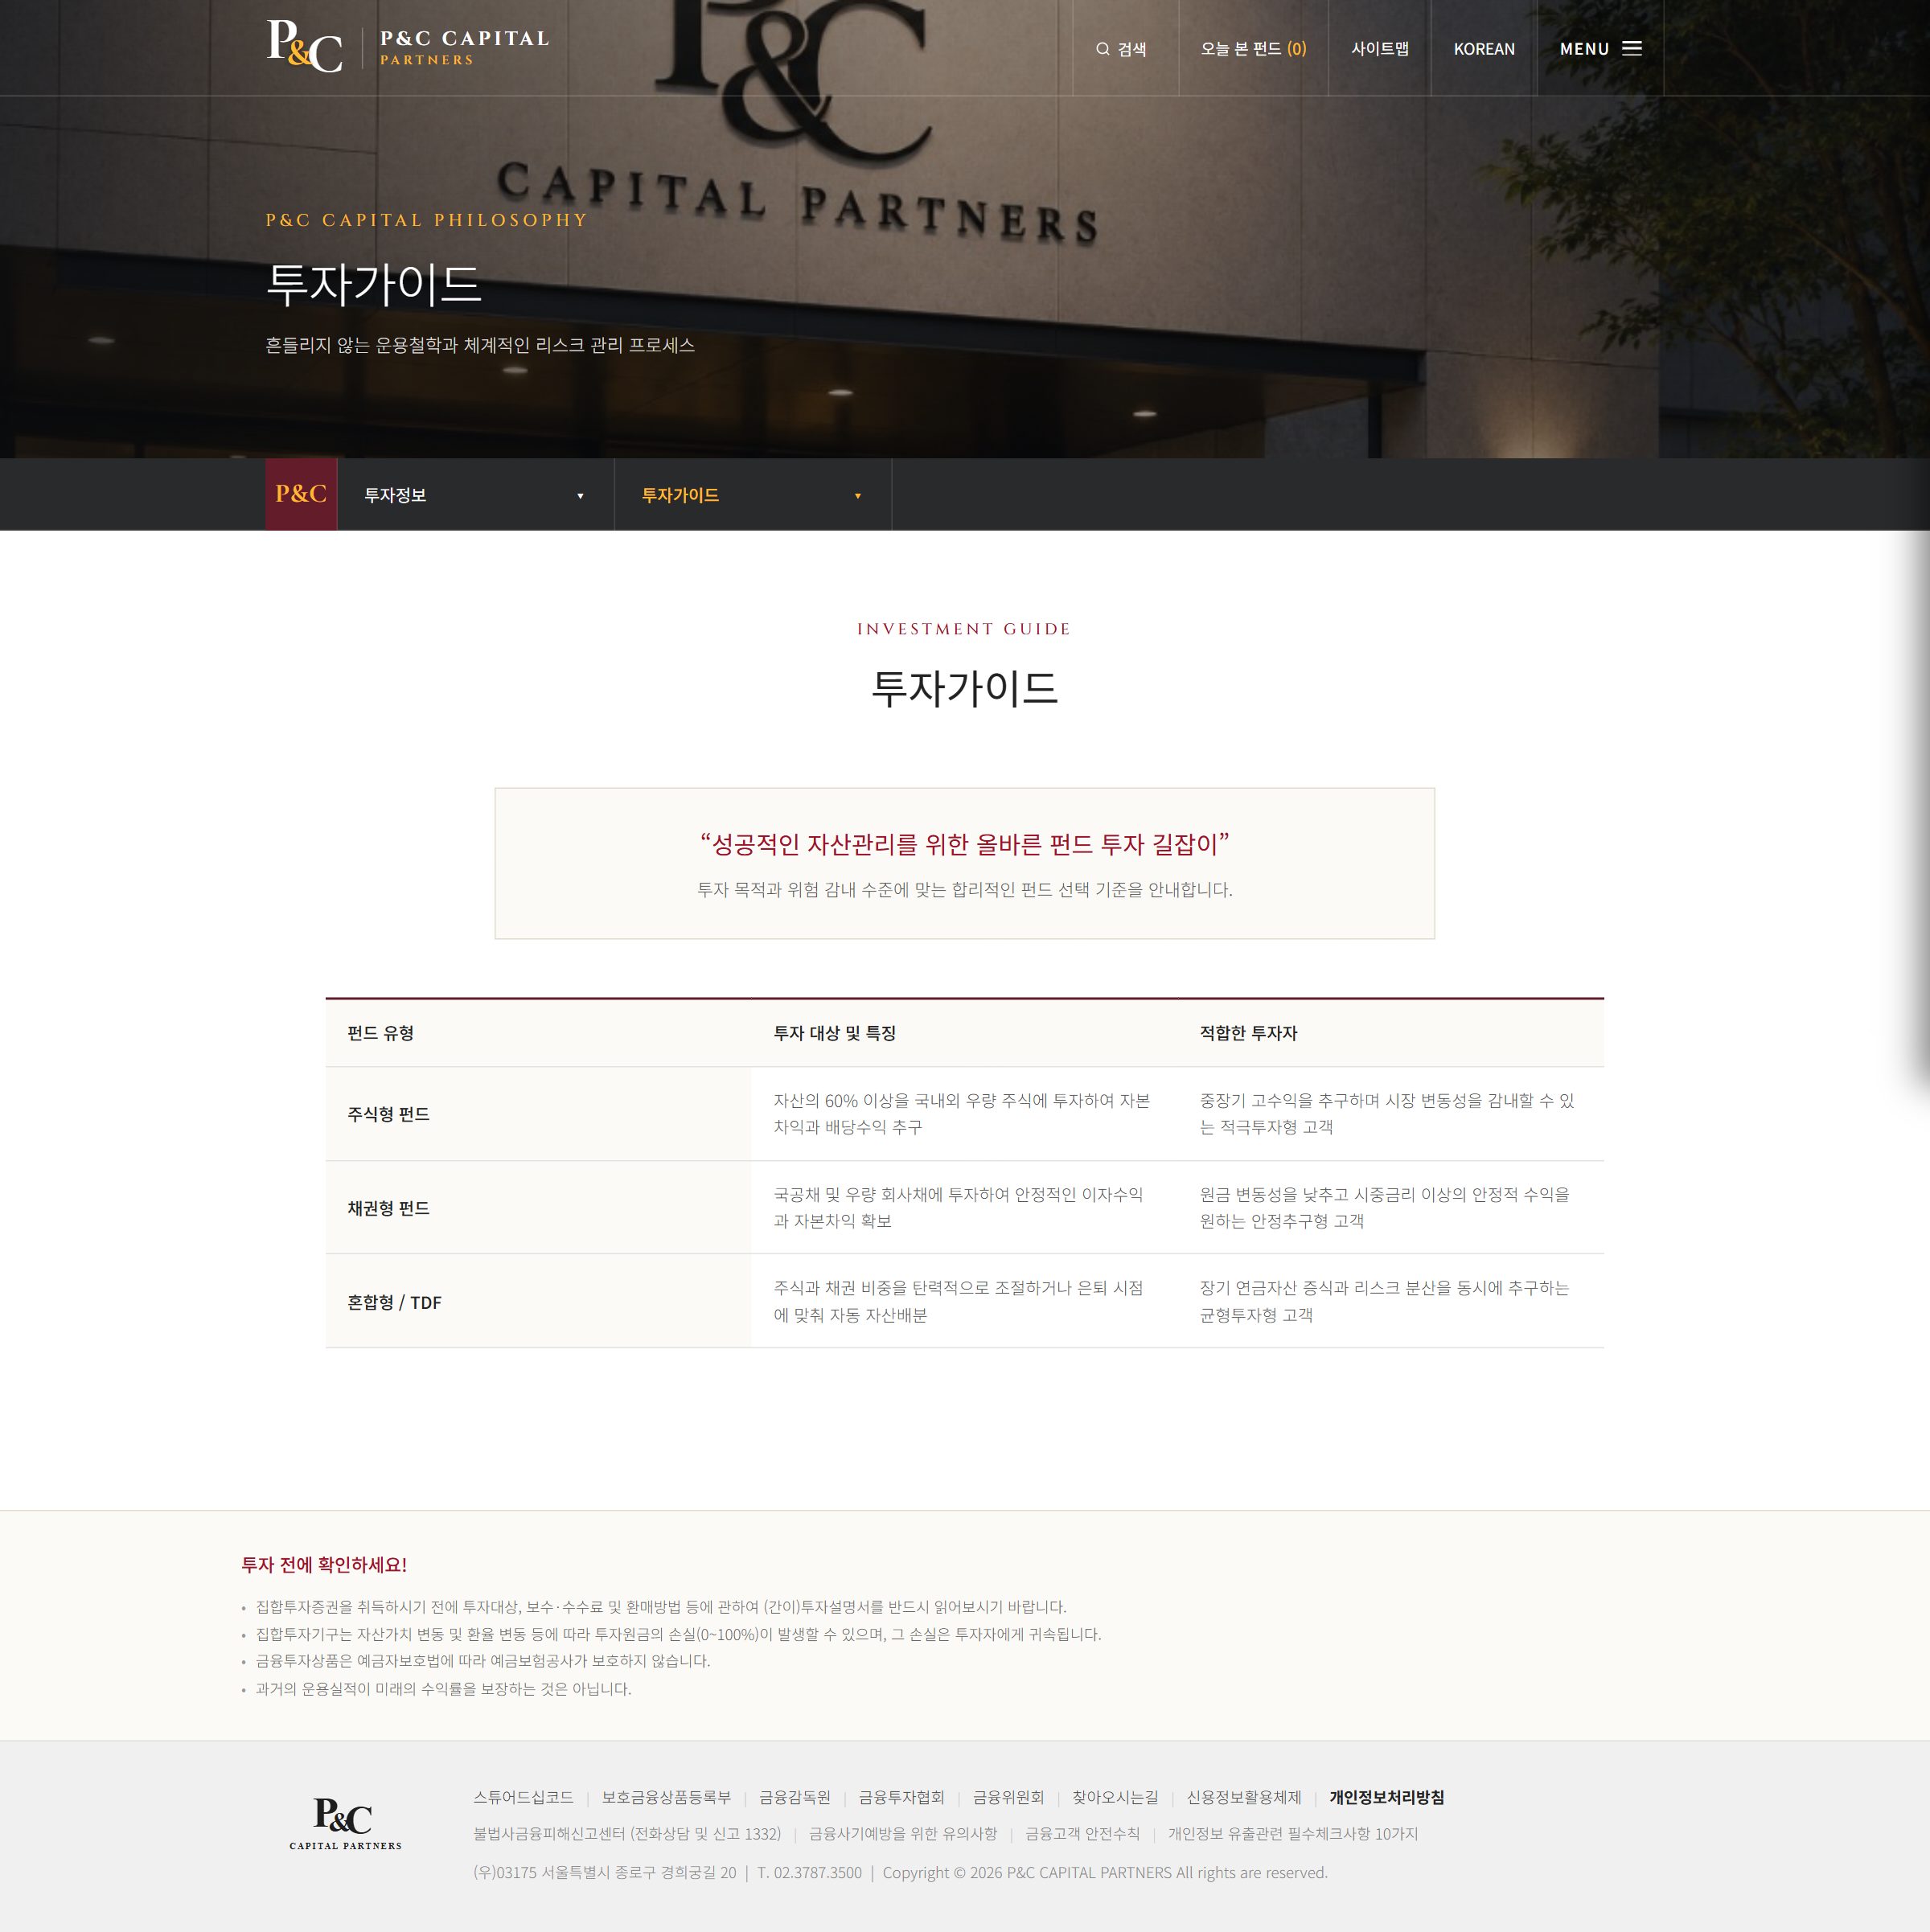 P&C
P&C CAPITAL
PARTNERS
검색
오늘 본 펀드 (0)
사이트맵
KOREAN
MENU
P&C
CAPITAL PARTNERS
P&C CAPITAL PHILOSOPHY
투자가이드
흔들리지 않는 운용철학과 체계적인 리스크 관리 프로세스
P&C
투자정보
투자가이드
INVESTMENT GUIDE
투자가이드
“성공적인 자산관리를 위한 올바른 펀드 투자 길잡이”
투자 목적과 위험 감내 수준에 맞는 합리적인 펀드 선택 기준을 안내합니다.
펀드 유형
투자 대상 및 특징
적합한 투자자
주식형 펀드
자산의 60% 이상을 국내외 우량 주식에 투자하여 자본
차익과 배당수익 추구
중장기 고수익을 추구하며 시장 변동성을 감내할 수 있
는 적극투자형 고객
채권형 펀드
국공채 및 우량 회사채에 투자하여 안정적인 이자수익
과 자본차익 확보
원금 변동성을 낮추고 시중금리 이상의 안정적 수익을
원하는 안정추구형 고객
혼합형 / TDF
주식과 채권 비중을 탄력적으로 조절하거나 은퇴 시점
에 맞춰 자동 자산배분
장기 연금자산 증식과 리스크 분산을 동시에 추구하는
균형투자형 고객
투자 전에 확인하세요!
• 집합투자증권을 취득하시기 전에 투자대상, 보수·수수료 및 환매방법 등에 관하여 (간이)투자설명서를 반드시 읽어보시기 바랍니다.
• 집합투자기구는 자산가치 변동 및 환율 변동 등에 따라 투자원금의 손실(0~100%)이 발생할 수 있으며, 그 손실은 투자자에게 귀속됩니다.
• 금융투자상품은 예금자보호법에 따라 예금보험공사가 보호하지 않습니다.
• 과거의 운용실적이 미래의 수익률을 보장하는 것은 아닙니다.
P&C
CAPITAL PARTNERS
스튜어드십코드 | 보호금융상품등록부 | 금융감독원 | 금융투자협회 | 금융위원회 | 찾아오시는길 | 신용정보활용체제 | 개인정보처리방침
불법사금융피해신고센터 (전화상담 및 신고 1332) | 금융사기예방을 위한 유의사항 | 금융고객 안전수칙 | 개인정보 유출관련 필수체크사항 10가지
(우)03175 서울특별시 종로구 경희궁길 20 | T. 02.3787.3500 | Copyright © 2026 P&C CAPITAL PARTNERS All rights are reserved.